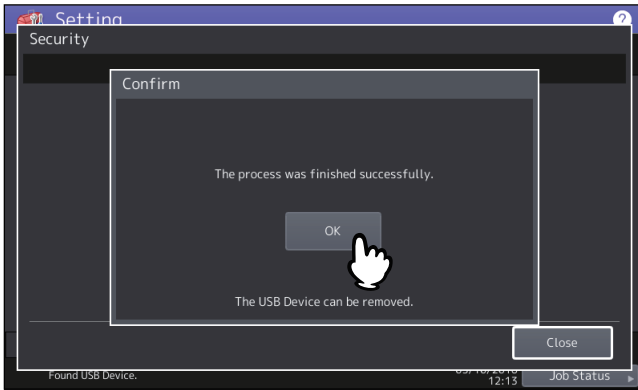 Setting
?
Security
Confirm
The process was finished successfully.
OK
The USB Device can be removed.
Close
Found USB Device.
12:13
Job Status